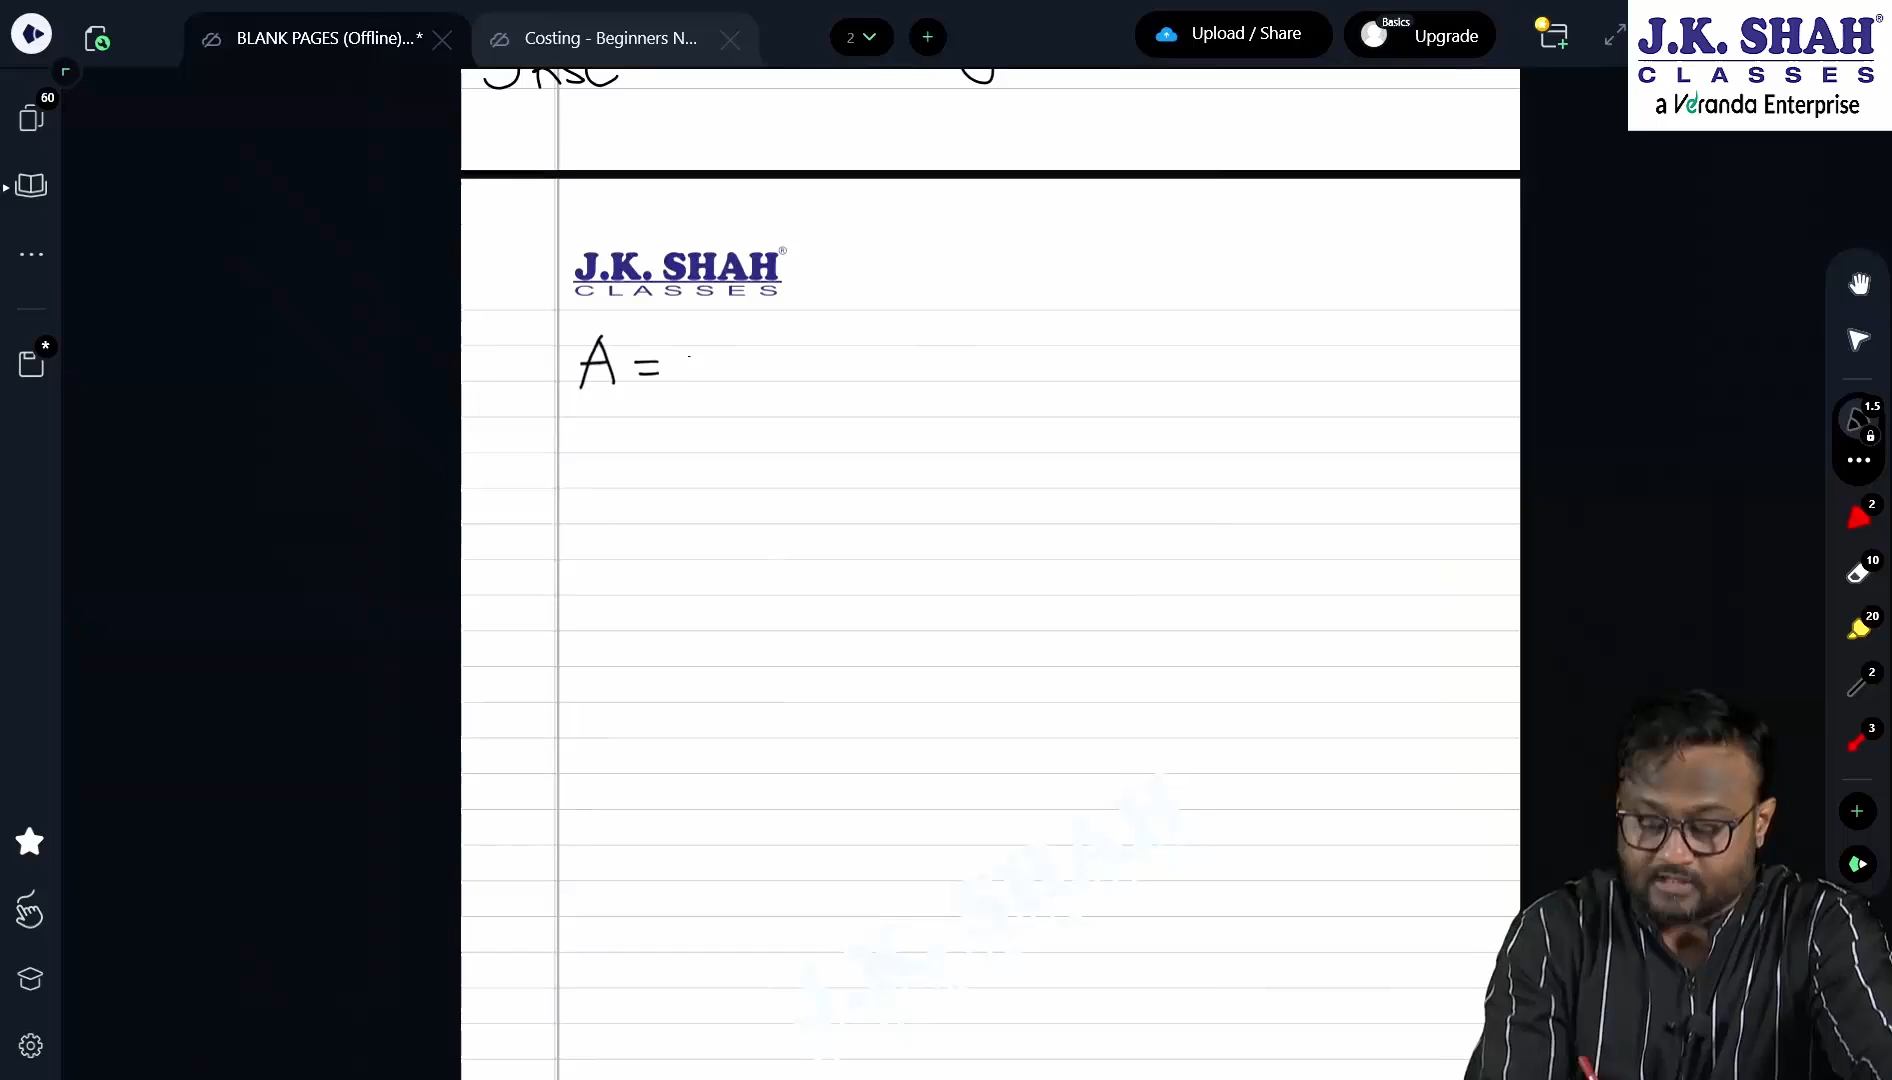 BLANK PAGES (Offline)...*
Costing - Beginners N...
2
Upload / Share
Basics
Upgrade
J.K. SHAH®
CLASSES
a Veranda Enterprise
60
J.K. SHAH®
CLASSES
A =
*
1.5
2
10
20
2
3
J.K. SHAH